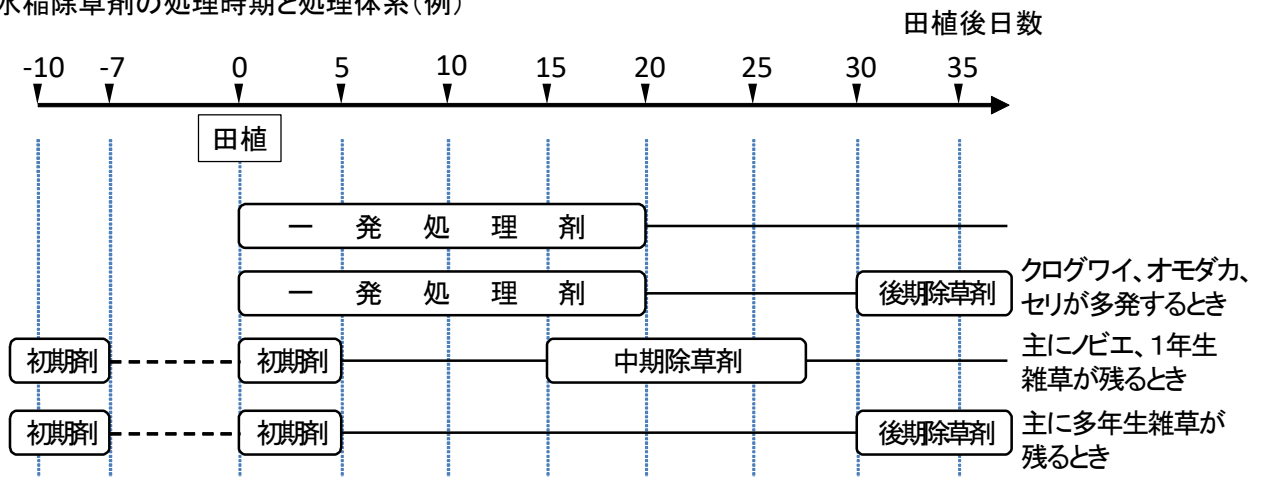 水稲除草剤の処理時期と処理体系(例)
田植後日数
-10 -7 0 5 10 15 20 25 30 35
田植
一発処理剤
一発処理剤 後期除草剤 クログワイ、オモダカ、
セリが多発するとき
初期剤 初期剤 中期除草剤 主にノビエ、1年生
雑草が残るとき
初期剤 初期剤 後期除草剤 主に多年生雑草が
残るとき